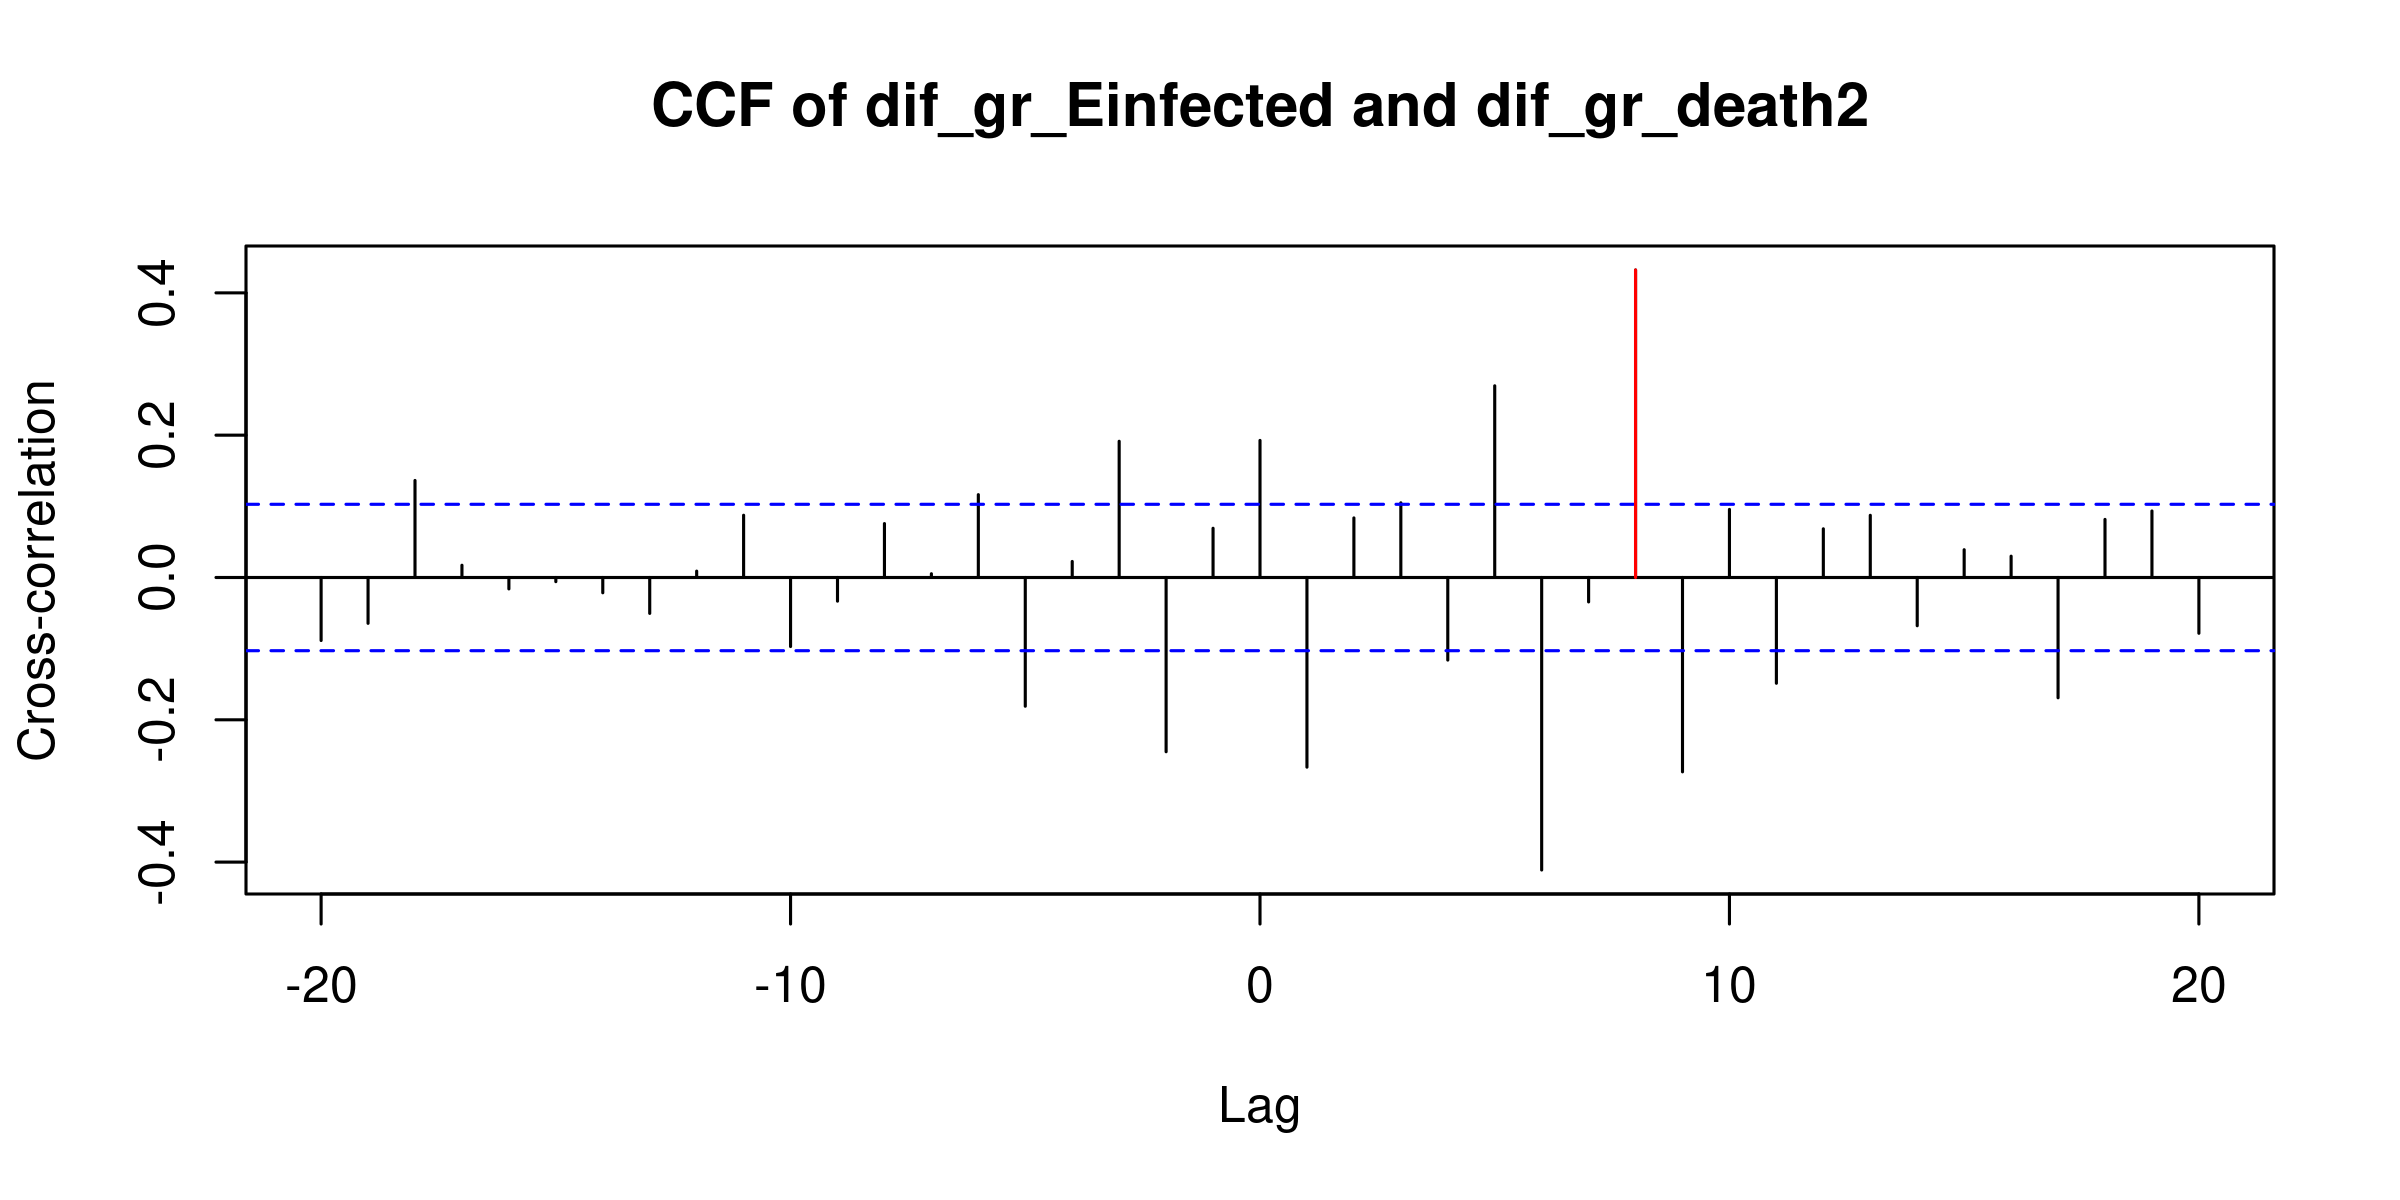 CCF of dif_gr_Einfected and dif_gr_death2
Cross-correlation
0.4
0.2
0.0
-0.2
-0.4
-20 -10 0 10 20
Lag